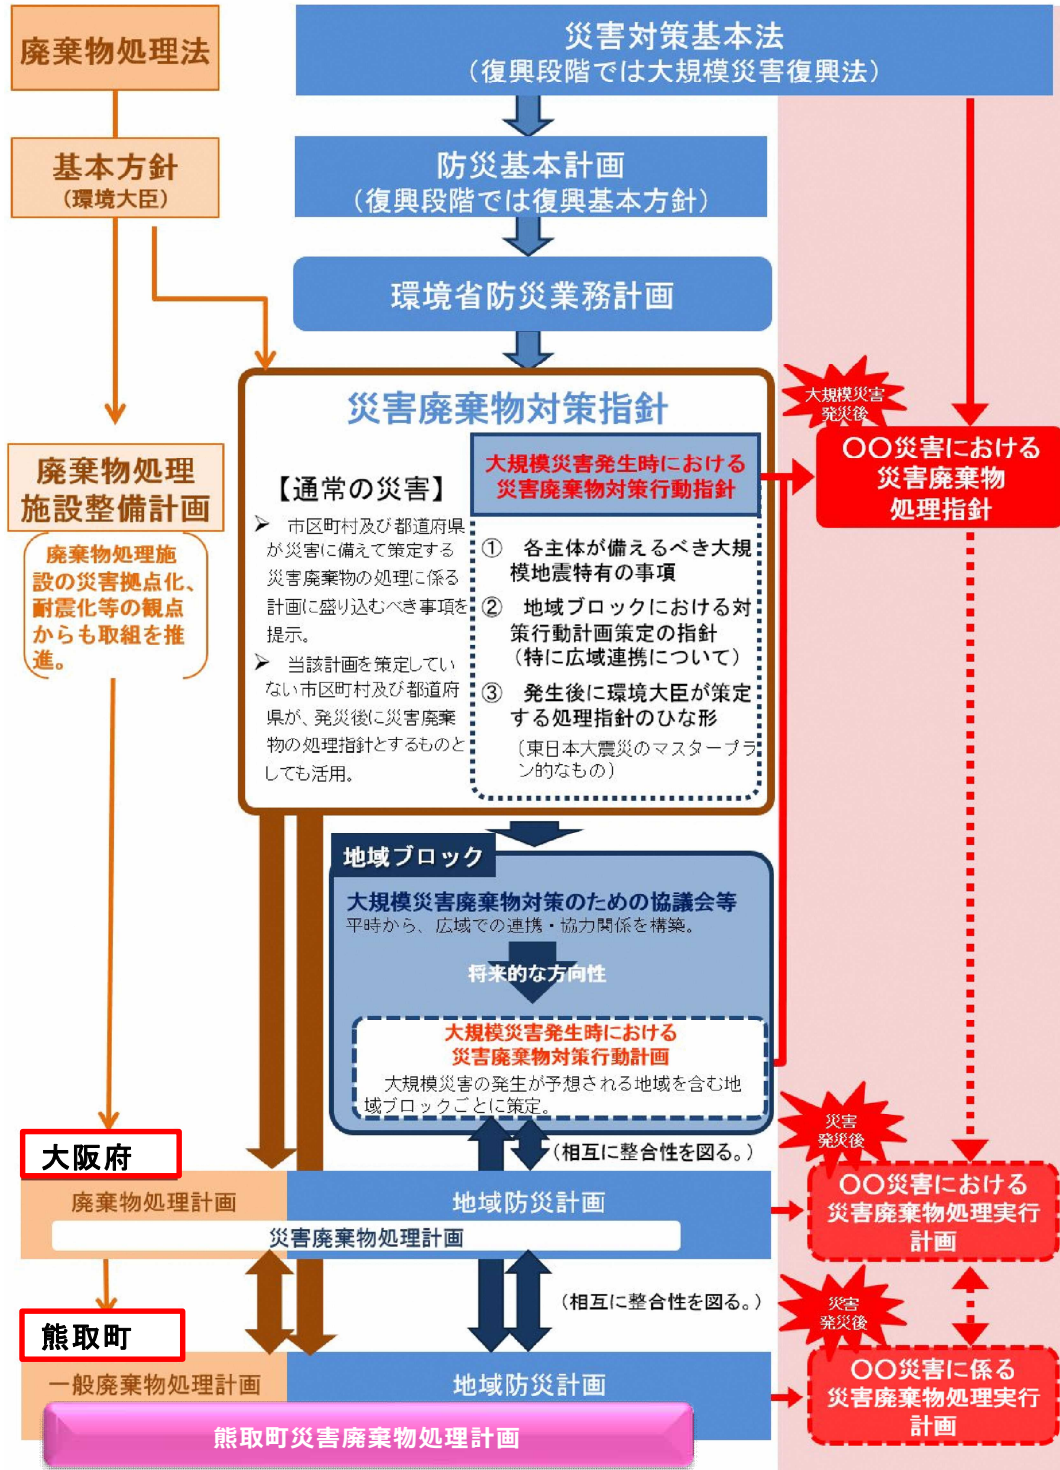 廃棄物処理法
災害対策基本法
(復興段階では大規模災害復興法)
基本方針
(環境大臣)
防災基本計画
(復興段階では復興基本方針)
環境省防災業務計画
災害廃棄物対策指針
【通常の災害】
➢ 市区町村及び都道府県
が災害に備えて策定する
災害廃棄物の処理に係る
計画に盛り込むべき事項を
提示。
➢ 当該計画を策定してい
ない市区町村及び都道府
県が、発災後に災害廃棄
物の処理指針とするものと
しても活用。
大規模災害発生時における
災害廃棄物対策行動指針
① 各主体が備えるべき大規
模地震特有の事項
② 地域ブロックにおける対
策行動計画策定の指針
(特に広域連携について)
③ 発生後に環境大臣が策定
する処理指針のひな形
(東日本大震災のマスタープラ
ン的なもの)
大規模災害
発災後
〇〇災害における
災害廃棄物
処理指針
廃棄物処理
施設整備計画
廃棄物処理施
設の災害拠点化、
耐震化等の観点
からも取組を推
進。
地域ブロック
大規模災害廃棄物対策のための協議会等
平時から、広域での連携・協力関係を構築。
将来的な方向性
大規模災害発生時における
災害廃棄物対策行動計画
大規模災害の発生が予想される地域を含む地
域ブロックごとに策定。
(相互に整合性を図る。)
大阪府
廃棄物処理計画
地域防災計画
災害廃棄物処理計画
災害
発災後
〇〇災害における
災害廃棄物処理実行
計画
(相互に整合性を図る。)
熊取町
一般廃棄物処理計画
地域防災計画
熊取町災害廃棄物処理計画
災害
発災後
〇〇災害に係る
災害廃棄物処理実行
計画